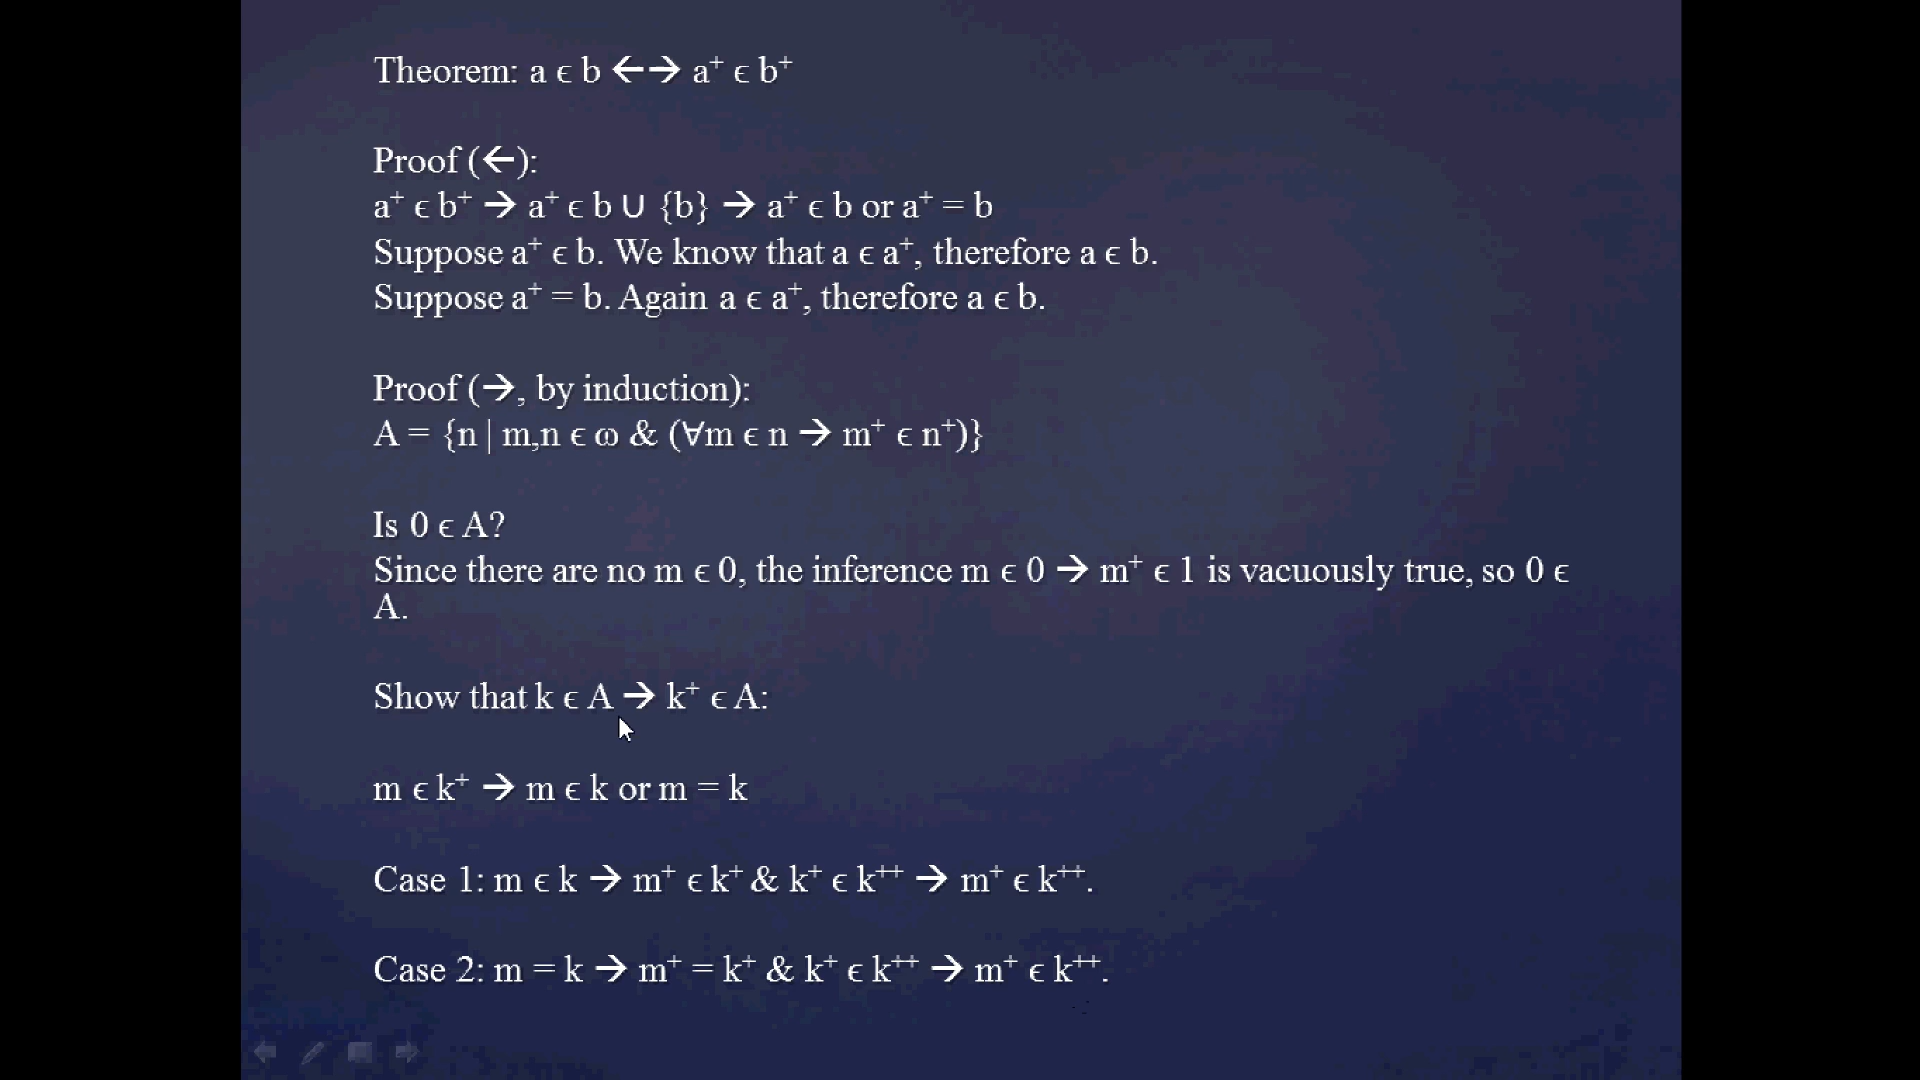 Theorem: a ϵ b ←→ a⁺ ϵ b⁺
Proof (←):
a⁺ ϵ b⁺ → a⁺ ϵ b ∪ {b} → a⁺ ϵ b or a⁺ = b
Suppose a⁺ ϵ b. We know that a ϵ a⁺, therefore a ϵ b.
Suppose a⁺ = b. Again a ϵ a⁺, therefore a ϵ b.
Proof (→, by induction):
A = {n | m,n ϵ ω & (∀m ϵ n → m⁺ ϵ n⁺)}
Is 0 ϵ A?
Since there are no m ϵ 0, the inference m ϵ 0 → m⁺ ϵ 1 is vacuously true, so 0 ϵ
A.
Show that k ϵ A → k⁺ ϵ A:
m ϵ k⁺ → m ϵ k or m = k
Case 1: m ϵ k → m⁺ ϵ k⁺ & k⁺ ϵ k⁺⁺ → m⁺ ϵ k⁺⁺.
Case 2: m = k → m⁺ = k⁺ & k⁺ ϵ k⁺⁺ → m⁺ ϵ k⁺⁺.